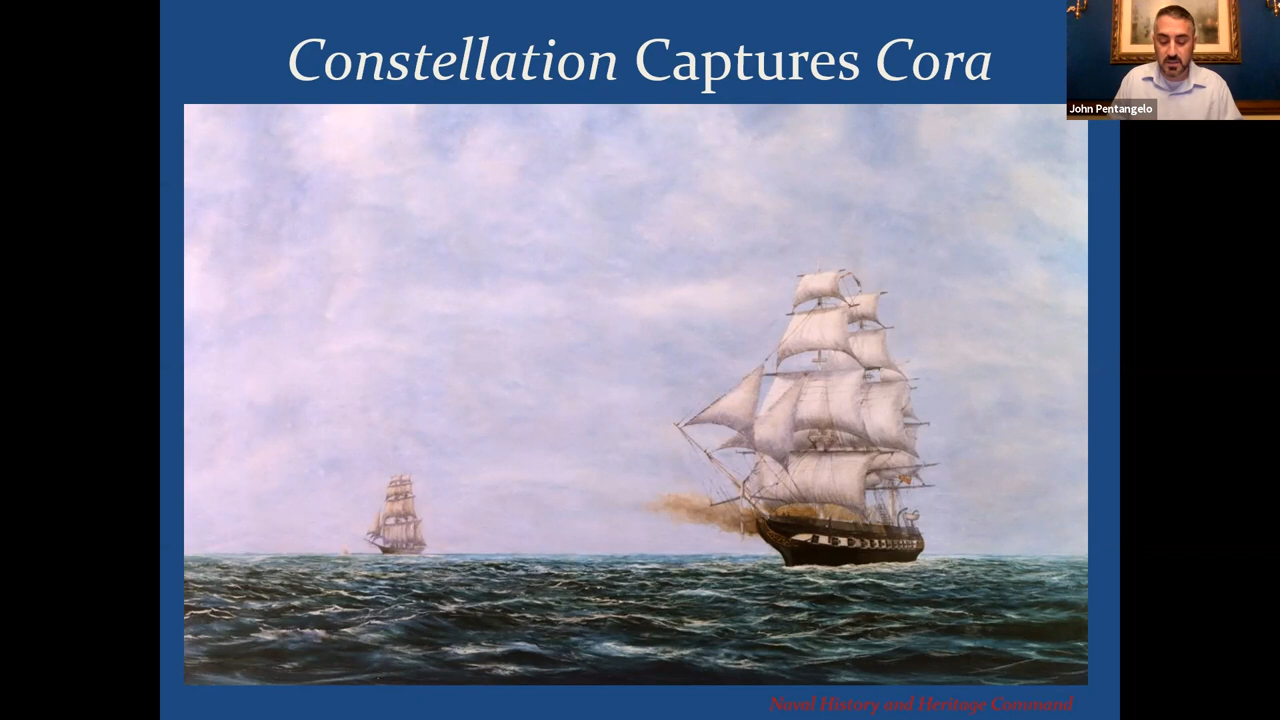 Constellation Captures Cora
John Pentangelo
Naval History and Heritage Command